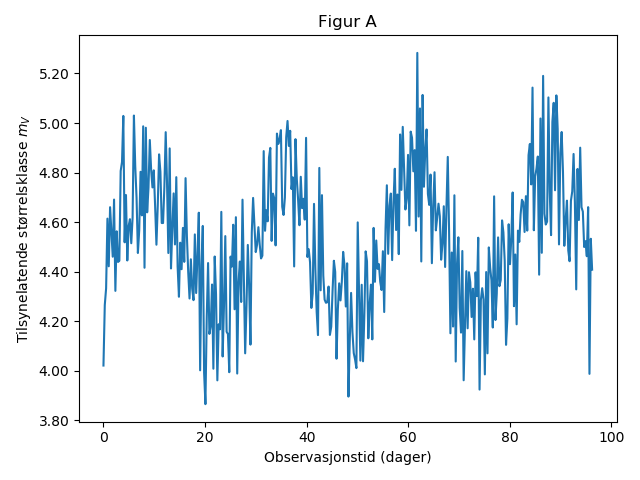 Figur A
Tilsynelatende størrelsesklasse m_V
5.20
5.00
4.80
4.60
4.40
4.20
4.00
3.80
0 20 40 60 80 100
Observasjonstid (dager)